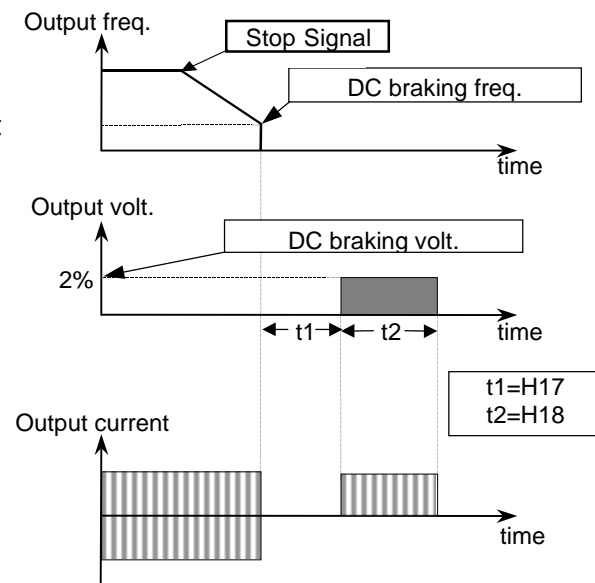 Output freq.
Stop Signal
DC braking freq.
time
Output volt.
DC braking volt.
2%
t1
t2
time
t1=H17
t2=H18
Output current
time